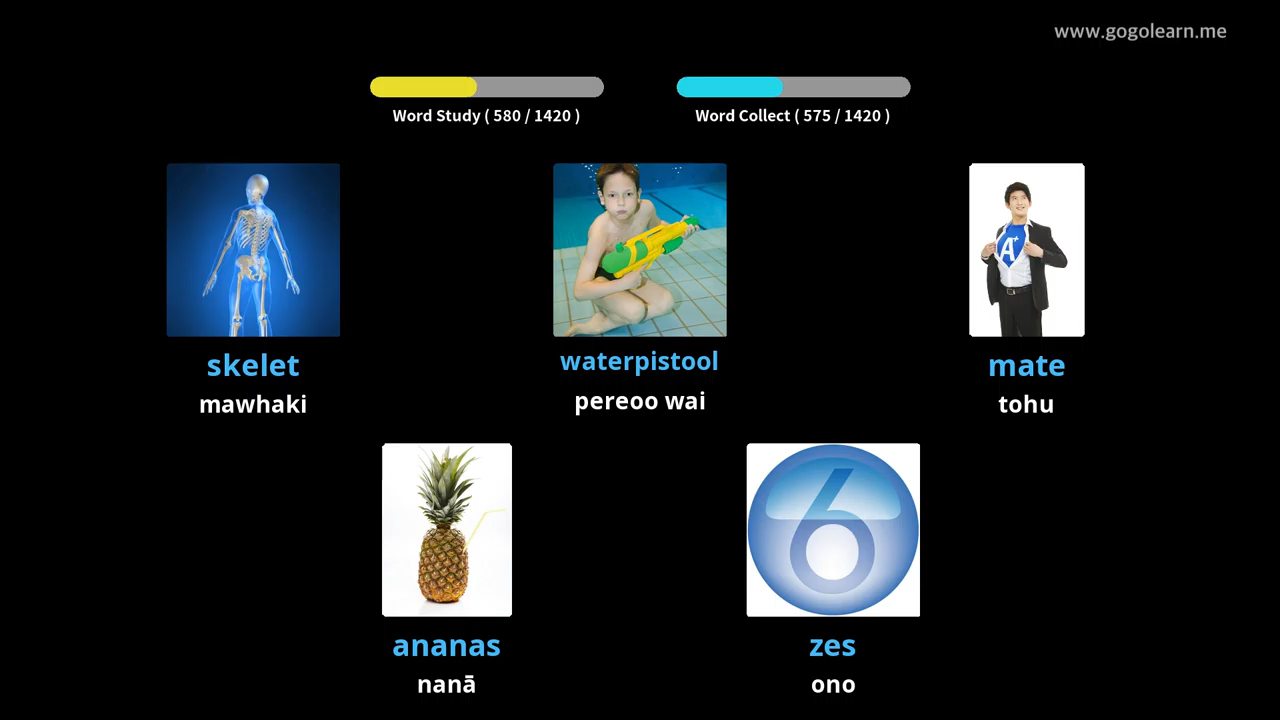 www.gogolearn.me
Word Study ( 580 / 1420 )
Word Collect ( 575 / 1420 )
A+
skelet
mawhaki
waterpistool
pereoo wai
mate
tohu
6
ananas
nanā
zes
ono